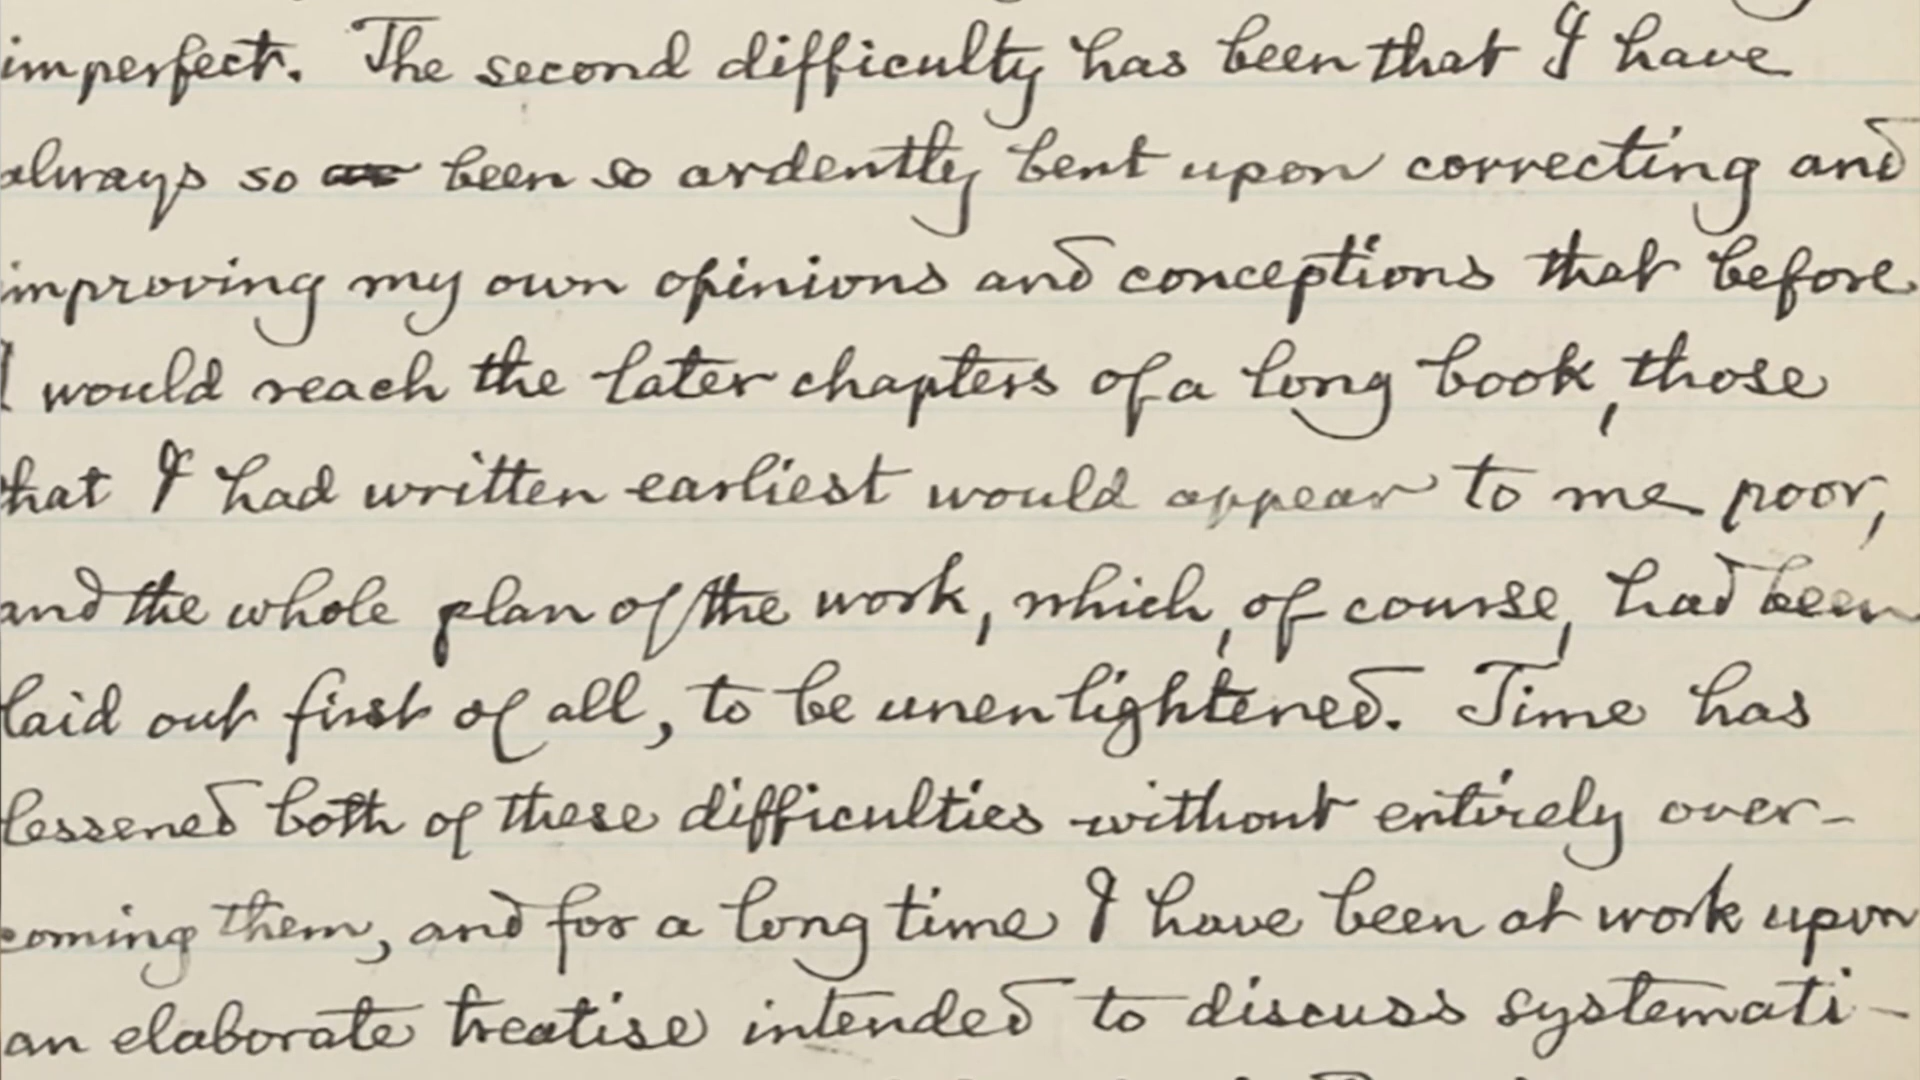 imperfect. The second difficulty has been that I have
always so been so ardently bent upon correcting and
improving my own opinions and conceptions that before
I would reach the later chapters of a long book, those
that I had written earliest would appear to me poor,
and the whole plan of the work, which, of course, had been
laid out first of all, to be unenlightened. Time has
lessened both of these difficulties without entirely over-
coming them, and for a long time I have been at work upon
an elaborate treatise intended to discuss systemati-